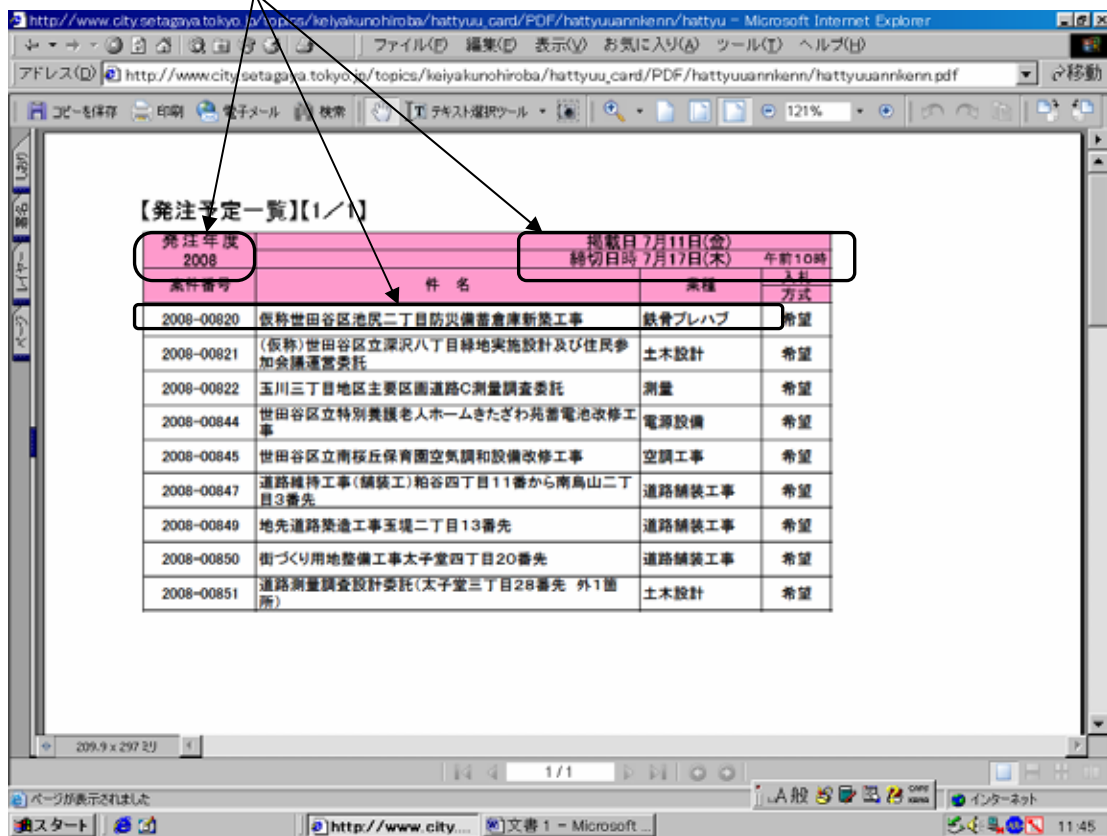 http://www.city.setagaya.tokyo.jp/topics/keiyakunohiroba/hattyuu_card/PDF/hattyuuannkenn/hattyu - Microsoft Internet Explorer
ファイル(F) 編集(E) 表示(V) お気に入り(A) ツール(T) ヘルプ(H)
アドレス(D) http://www.city.setagaya.tokyo.jp/topics/keiyakunohiroba/hattyuu_card/PDF/hattyuuannkenn/hattyuuannkenn.pdf 移動
コピーを保存 印刷 電子メール 検索 テキスト選択ツール 121%
しおり
署名
レイヤー
ページ
【発注予定一覧】【1/1】
発注年度 掲載日 7月11日(金)
2008 締切日時 7月17日(木) 午前10時
案件番号 件 名 業種 入札
方式
2008-00820 仮称世田谷区池尻二丁目防災備蓄倉庫新築工事 鉄骨プレハブ 希望
2008-00821 (仮称)世田谷区立深沢八丁目緑地実施設計及び住民参
加会議運営委託 土木設計 希望
2008-00822 玉川三丁目地区主要区画道路C測量調査委託 測量 希望
2008-00844 世田谷区立特別養護老人ホームきたざわ苑蓄電池改修工
事 電源設備 希望
2008-00845 世田谷区立南桜丘保育園空気調和設備改修工事 空調工事 希望
2008-00847 道路維持工事(舗装工)粕谷四丁目11番から南烏山二丁
目3番先 道路舗装工事 希望
2008-00849 地先道路築造工事玉堤二丁目13番先 道路舗装工事 希望
2008-00850 街づくり用地整備工事太子堂四丁目20番先 道路舗装工事 希望
2008-00851 道路測量調査設計委託(太子堂三丁目28番先 外1箇
所) 土木設計 希望
209.9 x 297 ミリ
1/1
ページが表示されました
A 般 CAPS KANA
インターネット
スタート http://www.city.... 文書 1 - Microsoft ... 11:45